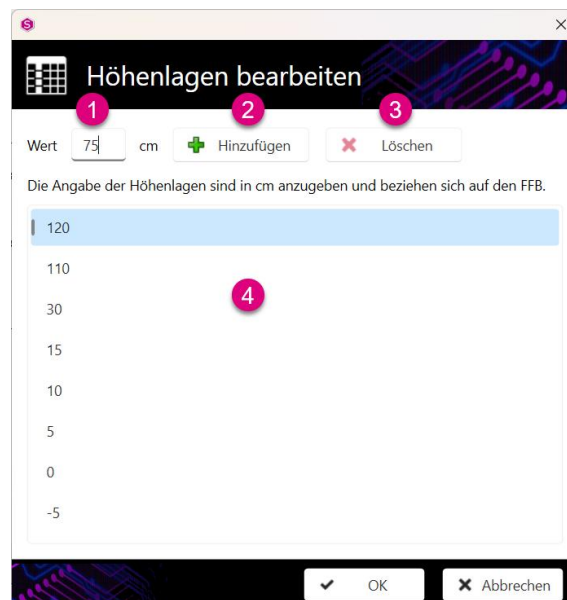 S
Höhenlagen bearbeiten
1 2 3
Wert 75 cm Hinzufügen Löschen
Die Angabe der Höhenlagen sind in cm anzugeben und beziehen sich auf den FFB.
120
110
4
30
15
10
5
0
-5
OK Abbrechen